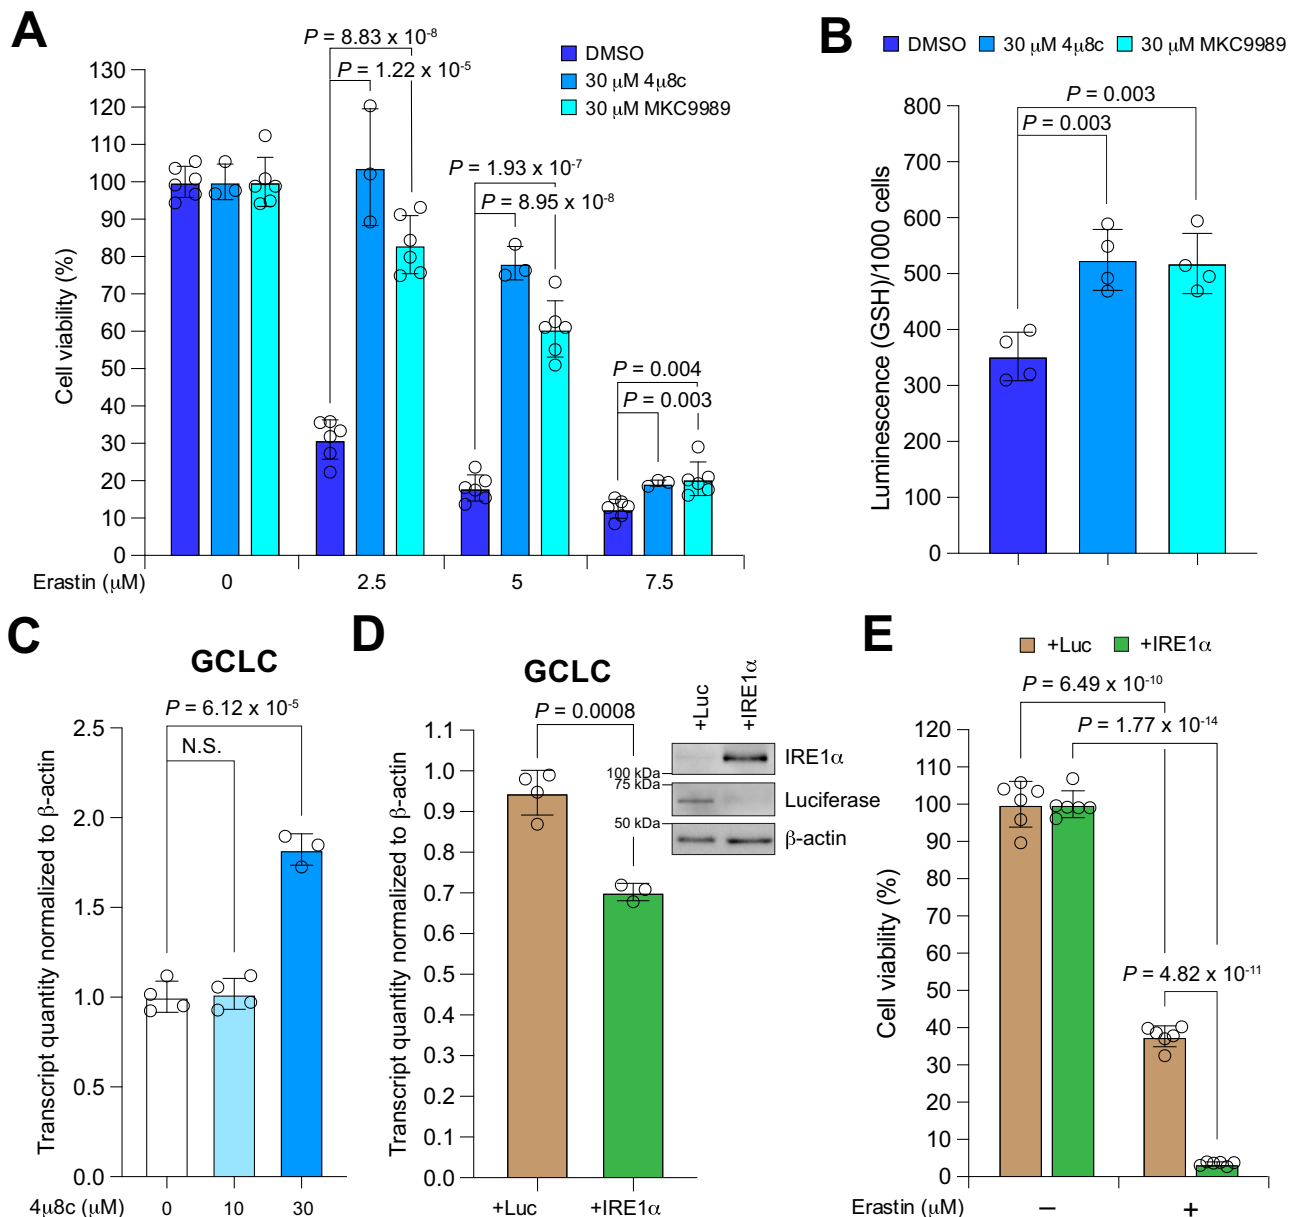 A
P = 8.83 x 10-8
P = 1.22 x 10-5
DMSO
30 μM 4μ8c
30 μM MKC9989
P = 1.93 x 10-7
P = 8.95 x 10-8
P = 0.004
P = 0.003
Cell viability (%)
130
120
110
100
90
80
70
60
50
40
30
20
10
0
Erastin (μM)
0
2.5
5
7.5
B
DMSO
30 μM 4μ8c
30 μM MKC9989
P = 0.003
P = 0.003
Luminescence (GSH)/1000 cells
800
700
600
500
400
300
200
100
0
C
GCLC
P = 6.12 x 10-5
N.S.
Transcript quantity normalized to β-actin
2.5
2.0
1.5
1.0
0.5
0.0
4μ8c (μM)
0
10
30
D
GCLC
P = 0.0008
Transcript quantity normalized to β-actin
1.1
1.0
0.9
0.8
0.7
0.6
0.5
0.4
0.3
0.2
0.1
0.0
+Luc
+IRE1α
+Luc
+IRE1α
IRE1α
100 kDa
75 kDa
Luciferase
50 kDa
β-actin
E
+Luc
+IRE1α
P = 6.49 x 10-10
P = 1.77 x 10-14
P = 4.82 x 10-11
Cell viability (%)
120
110
100
90
80
70
60
50
40
30
20
10
0
Erastin (μM)
−
+